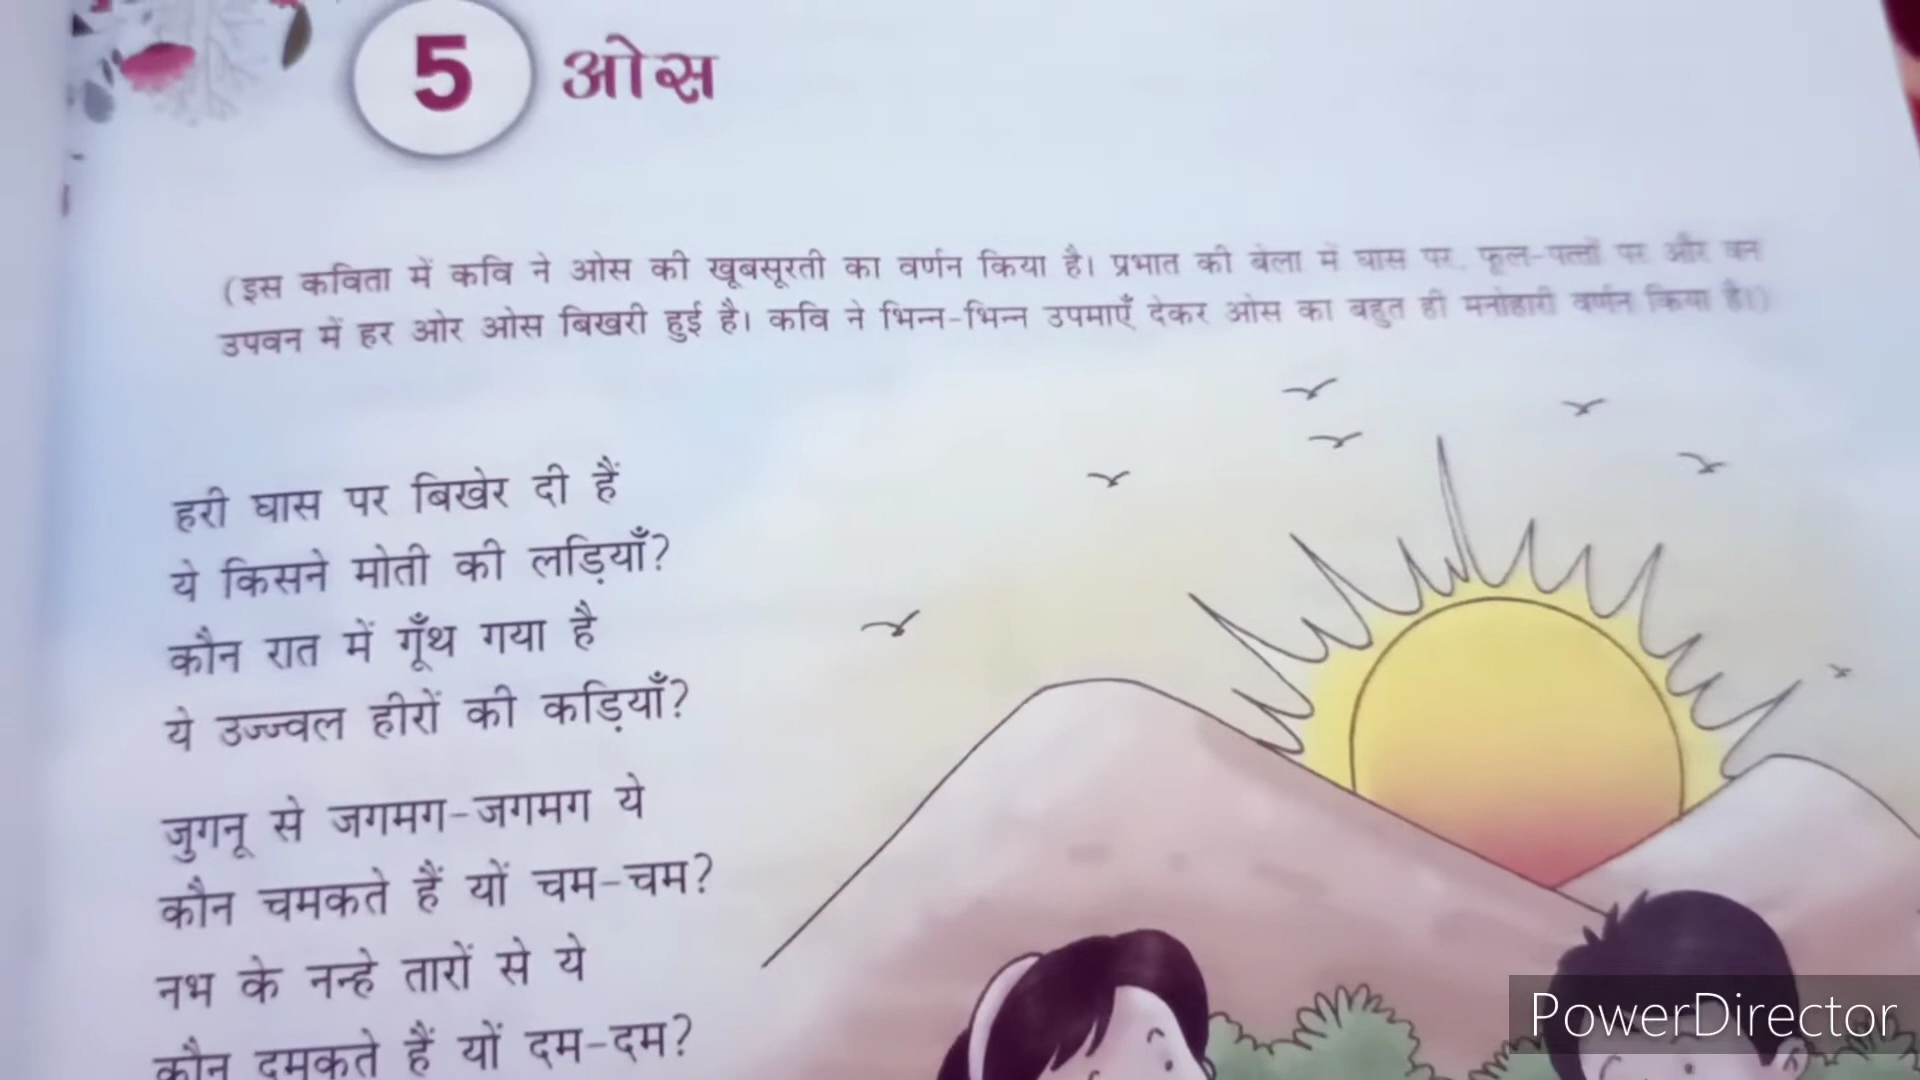 5 ओस
(इस कविता में कवि ने ओस की खूबसूरती का वर्णन किया है। प्रभात की बेला में घास पर, फूल-पत्तों पर और वन
उपवन में हर ओर ओस बिखरी हुई है। कवि ने भिन्न-भिन्न उपमाएँ देकर ओस का बहुत ही मनोहारी वर्णन किया है।)
हरी घास पर बिखेर दी हैं
ये किसने मोती की लड़ियाँ?
कौन रात में गूँथ गया है
ये उज्ज्वल हीरों की कड़ियाँ?
जुगनू से जगमग-जगमग ये
कौन चमकते हैं यों चम-चम?
नभ के नन्हे तारों से ये
कौन दमकते हैं यों दम-दम?
PowerDirector